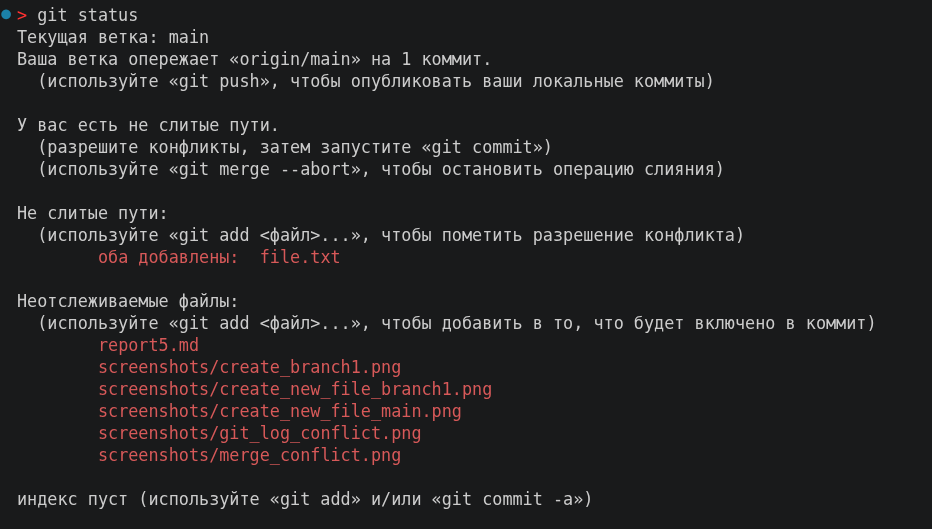 > git status
Текущая ветка: main
Ваша ветка опережает «origin/main» на 1 коммит.
  (используйте «git push», чтобы опубликовать ваши локальные коммиты)

У вас есть не слитые пути.
  (разрешите конфликты, затем запустите «git commit»)
  (используйте «git merge --abort», чтобы остановить операцию слияния)

Не слитые пути:
  (используйте «git add <файл>...», чтобы пометить разрешение конфликта)
        оба добавлены:  file.txt

Неотслеживаемые файлы:
  (используйте «git add <файл>...», чтобы добавить в то, что будет включено в коммит)
        report5.md
        screenshots/create_branch1.png
        screenshots/create_new_file_branch1.png
        screenshots/create_new_file_main.png
        screenshots/git_log_conflict.png
        screenshots/merge_conflict.png

индекс пуст (используйте «git add» и/или «git commit -a»)